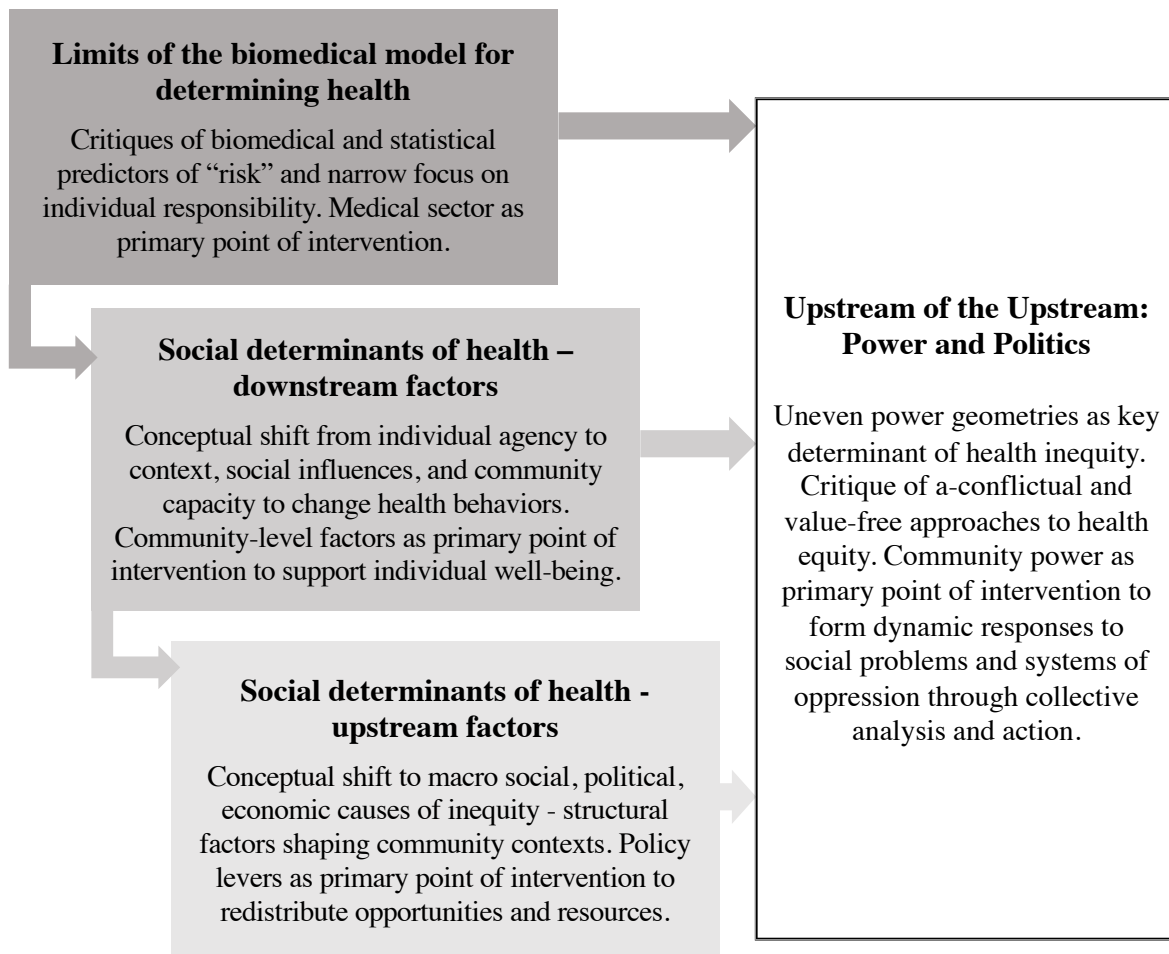 Limits of the biomedical model for
determining health
Critiques of biomedical and statistical
predictors of “risk” and narrow focus on
individual responsibility. Medical sector as
primary point of intervention.
Social determinants of health –
downstream factors
Conceptual shift from individual agency to
context, social influences, and community
capacity to change health behaviors.
Community-level factors as primary point of
intervention to support individual well-being.
Social determinants of health -
upstream factors
Conceptual shift to macro social, political,
economic causes of inequity - structural
factors shaping community contexts. Policy
levers as primary point of intervention to
redistribute opportunities and resources.
Upstream of the Upstream:
Power and Politics
Uneven power geometries as key
determinant of health inequity.
Critique of a-conflictual and
value-free approaches to health
equity. Community power as
primary point of intervention to
form dynamic responses to
social problems and systems of
oppression through collective
analysis and action.